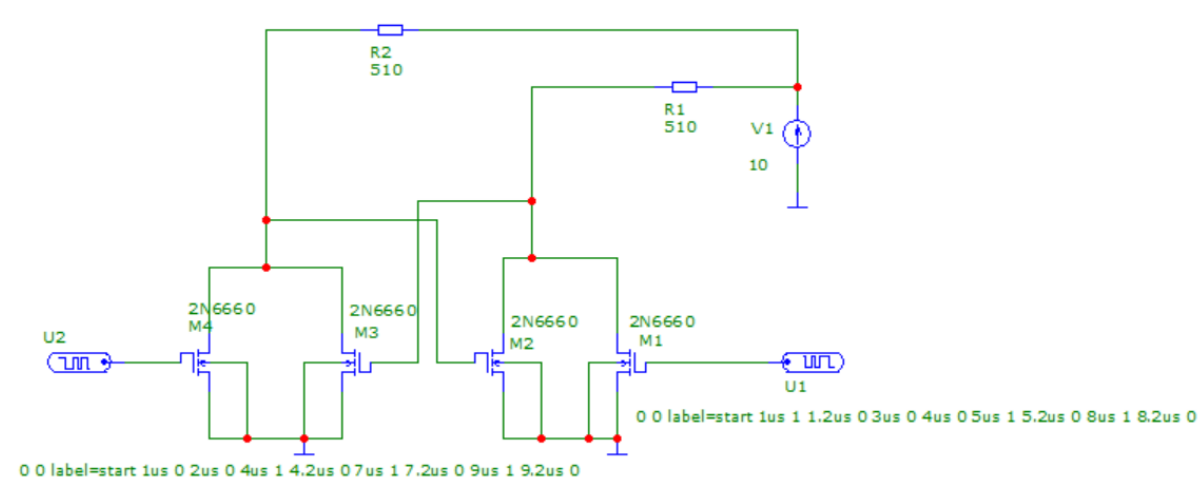 R2
510
R1
510
V1
10
2N6660
M4
2N6660
M3
2N6660
M2
2N6660
M1
U2
U1
0 0 label=start 1us 1 1.2us 0 3us 0 4us 0 5us 1 5.2us 0 8us 1 8.2us 0
0 0 label=start 1us 0 2us 0 4us 1 4.2us 0 7us 1 7.2us 0 9us 1 9.2us 0